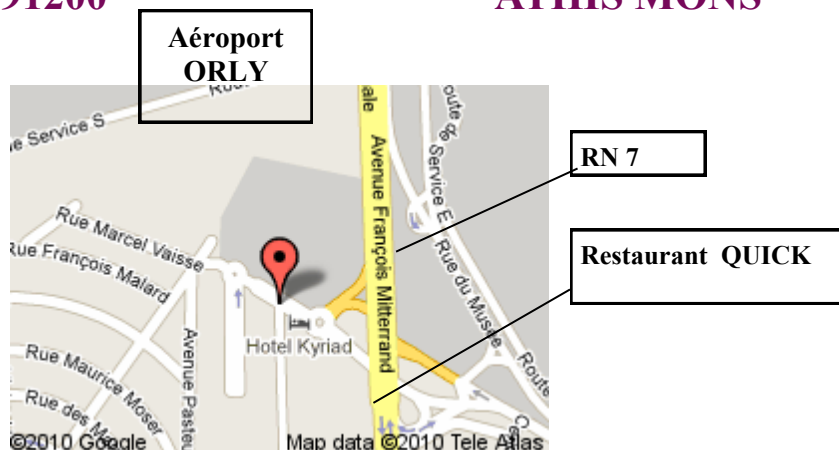 91200 ATHIS MONS
Aéroport
ORLY
RN 7
Restaurant QUICK
Service S
Avenue François Mitterrand
Route de Service E
Rue du Musée
Route
Rue Marcel Vaisse
Rue François Malard
Hotel Kyriad
Avenue Pasteu
Rue Maurice Moser
Rue des
©2010 Google
Map data ©2010 Tele Atlas